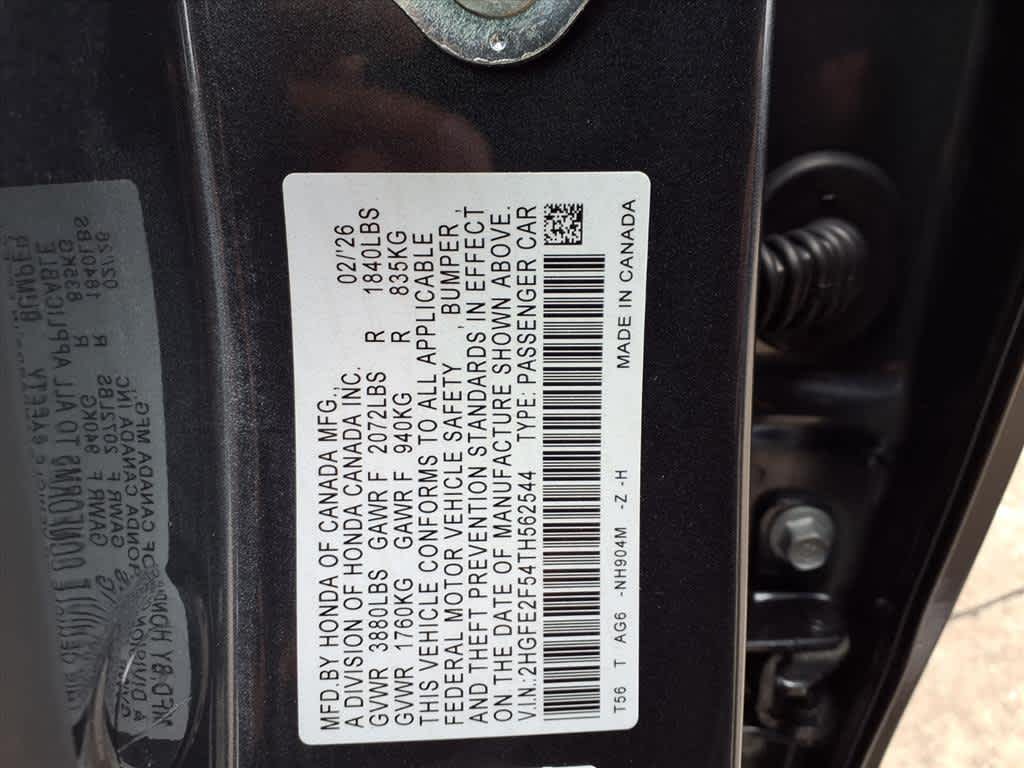 MFD.BY HONDA OF CANADA MFG., 02/'26
A DIVISION OF HONDA CANADA INC.
GVWR 3880LBS GAWR F 2072LBS R 1840LBS
GVWR 1760KG GAWR F 940KG R 835KG
THIS VEHICLE CONFORMS TO ALL APPLICABLE
FEDERAL MOTOR VEHICLE SAFETY, BUMPER,
AND THEFT PREVENTION STANDARDS IN EFFECT
ON THE DATE OF MANUFACTURE SHOWN ABOVE.
V.I.N.:2HGFE2F54TH562544 TYPE: PASSENGER CAR
T56 T AG6 -NH904M -Z -H MADE IN CANADA